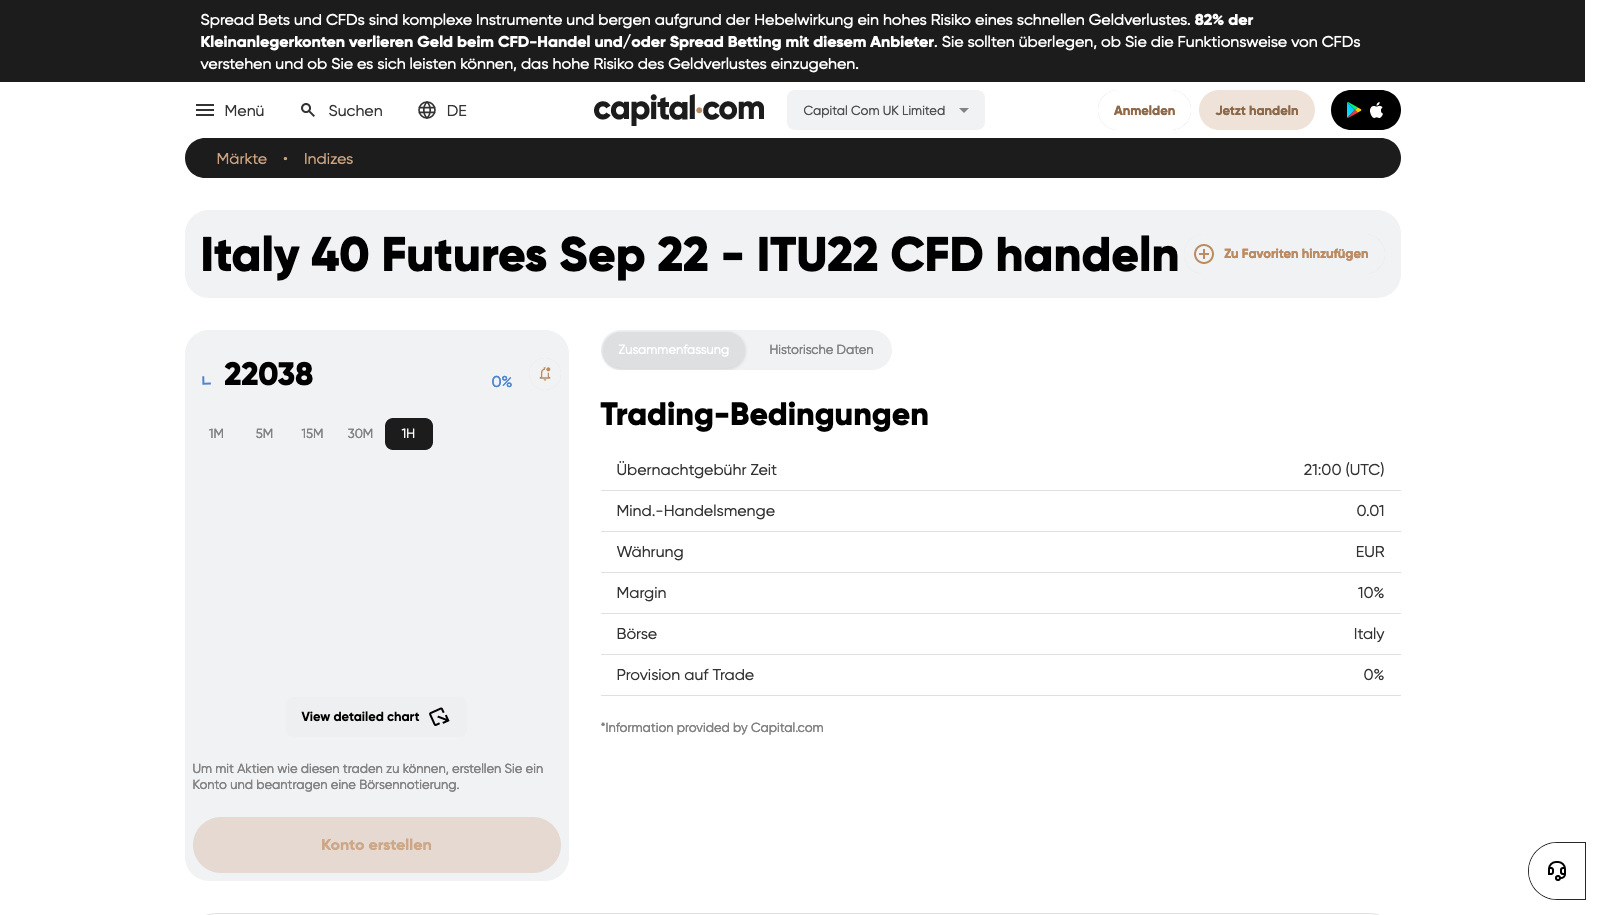 Spread Bets und CFDs sind komplexe Instrumente und bergen aufgrund der Hebelwirkung ein hohes Risiko eines schnellen Geldverlustes. 82% der
Kleinanlegerkonten verlieren Geld beim CFD-Handel und/oder Spread Betting mit diesem Anbieter. Sie sollten überlegen, ob Sie die Funktionsweise von CFDs
verstehen und ob Sie es sich leisten können, das hohe Risiko des Geldverlustes einzugehen.
Menü Suchen DE capital.com Capital Com UK Limited Anmelden Jetzt handeln
Märkte • Indizes
Italy 40 Futures Sep 22 - ITU22 CFD handeln Zu Favoriten hinzufügen
22038 0%
1M 5M 15M 30M 1H
View detailed chart
Um mit Aktien wie diesen traden zu können, erstellen Sie ein
Konto und beantragen eine Börsennotierung.
Konto erstellen
Zusammenfassung Historische Daten
Trading-Bedingungen
Übernachtgebühr Zeit 21:00 (UTC)
Mind.-Handelsmenge 0.01
Währung EUR
Margin 10%
Börse Italy
Provision auf Trade 0%
*Information provided by Capital.com